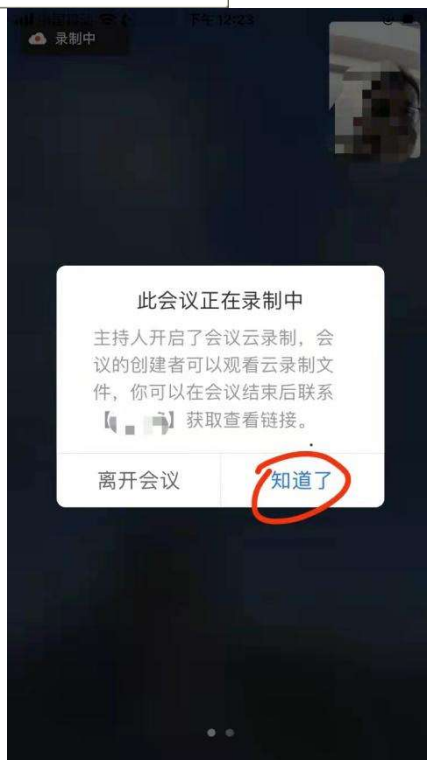 下午12:23
录制中
此会议正在录制中
主持人开启了会议云录制，会
议的创建者可以观看云录制文
件，你可以在会议结束后联系
【】获取查看链接。
离开会议 知道了